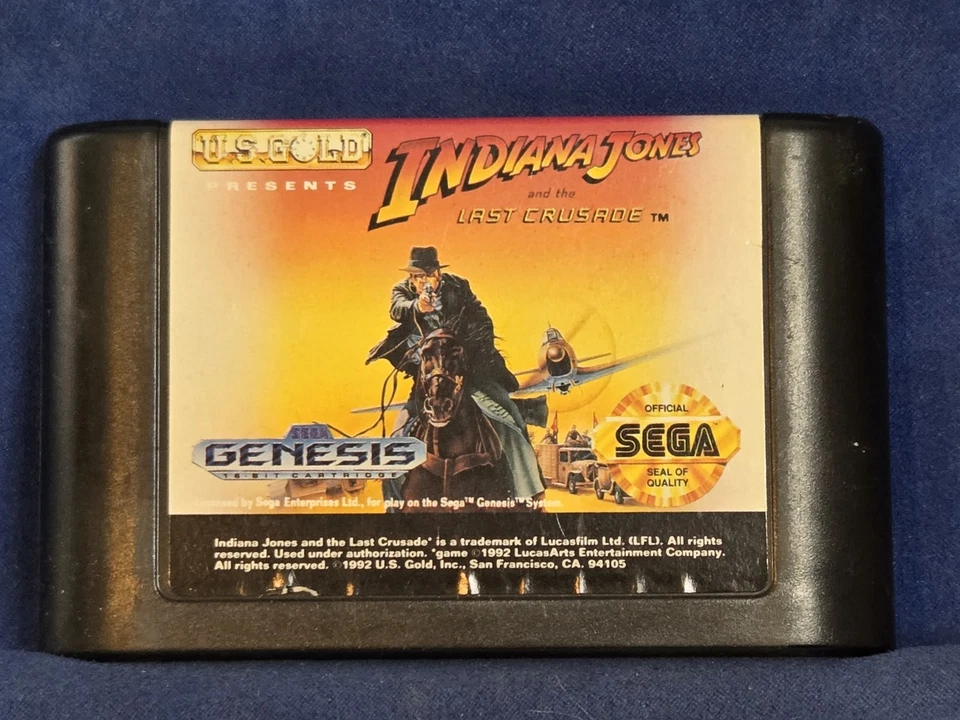 U.S. GOLD
PRESENTS
INDIANA JONES
and the
LAST CRUSADE TM
OFFICIAL
SEGA
SEAL OF
QUALITY
SEGA
GENESIS
16-BIT CARTRIDGE
by Sega Enterprises Ltd., for play on the Sega™ Genesis™ System.
Indiana Jones and the Last Crusade* is a trademark of Lucasfilm Ltd. (LFL). All rights
reserved. Used under authorization. *game ©1992 LucasArts Entertainment Company.
All rights reserved. ©1992 U.S. Gold, Inc., San Francisco, CA. 94105